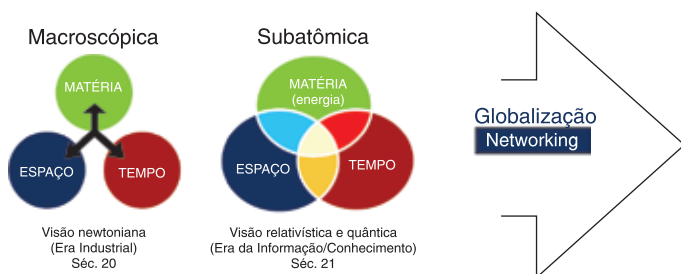 Macroscópica
MATÉRIA
ESPAÇO
TEMPO
Visão newtoniana
(Era Industrial)
Séc. 20
Subatômica
MATÉRIA
(energia)
ESPAÇO
TEMPO
Visão relativística e quântica
(Era da Informação/Conhecimento)
Séc. 21
Globalização
Networking